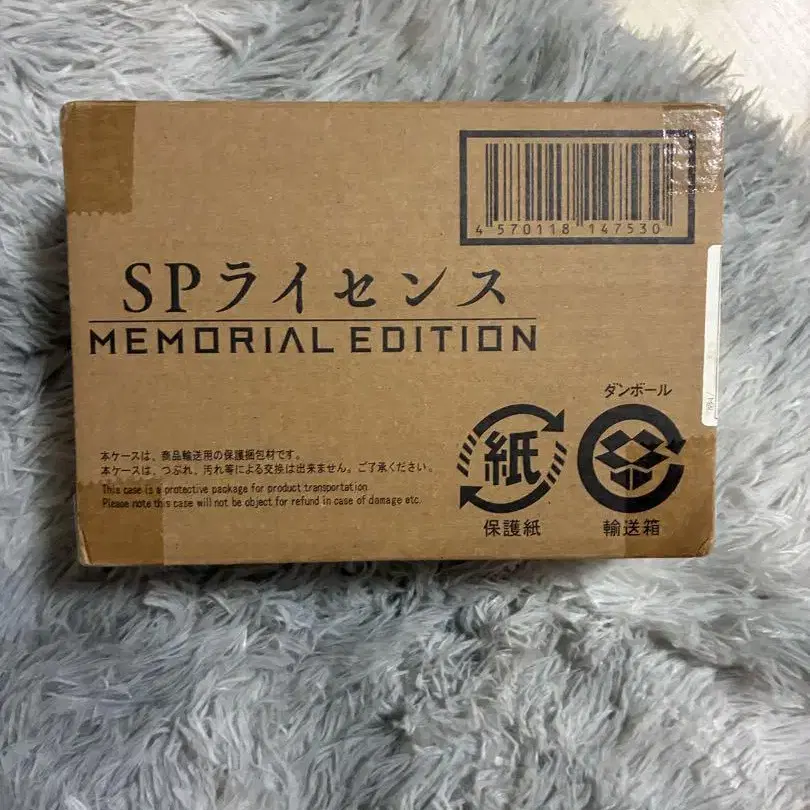 4 570118 147530
SPライセンス
MEMORIAL EDITION
ダンボール
紙
保護紙
輸送箱
本ケースは、商品輸送用の保護梱包材です。
本ケースは、つぶれ、汚れ等による交換は出来ません。ご了承ください。
This case is a protective package for product transportation
Please note this case will not be object for refund in case of damage etc.